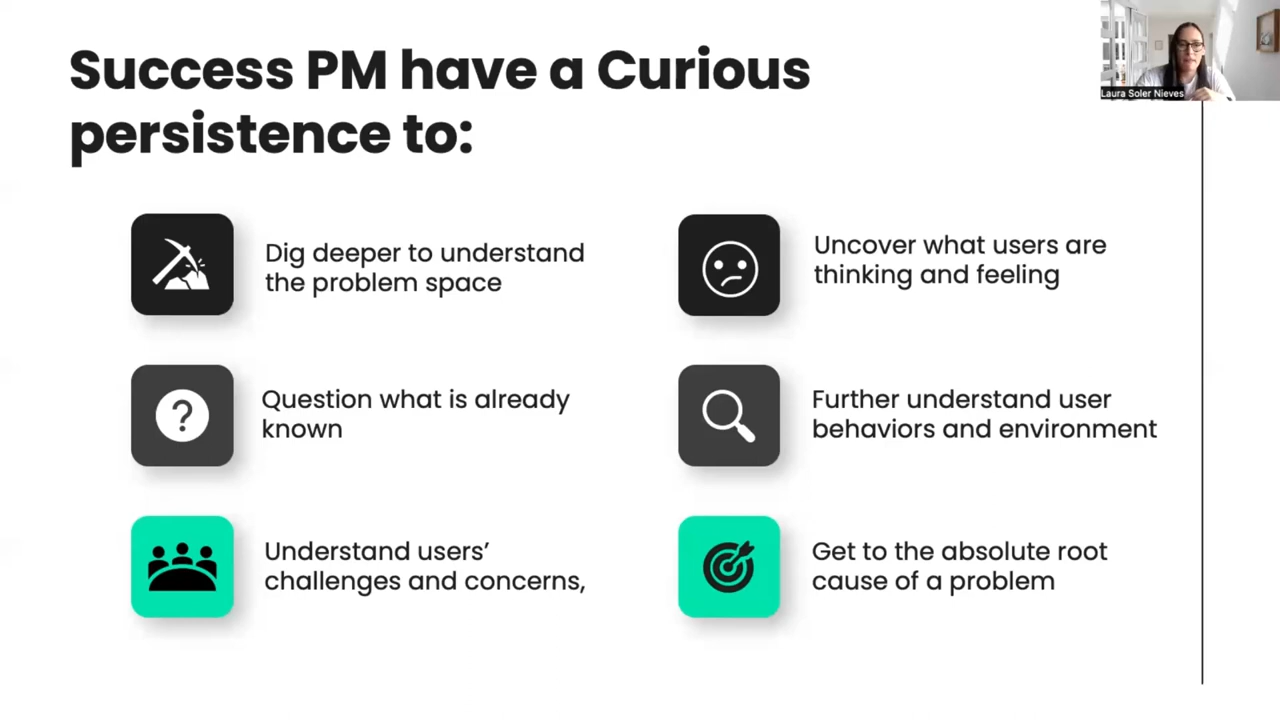 Success PM have a Curious
persistence to:
Laura Soler Nieves
Dig deeper to understand
the problem space
Uncover what users are
thinking and feeling
?
Question what is already
known
Further understand user
behaviors and environment
Understand users’
challenges and concerns,
Get to the absolute root
cause of a problem